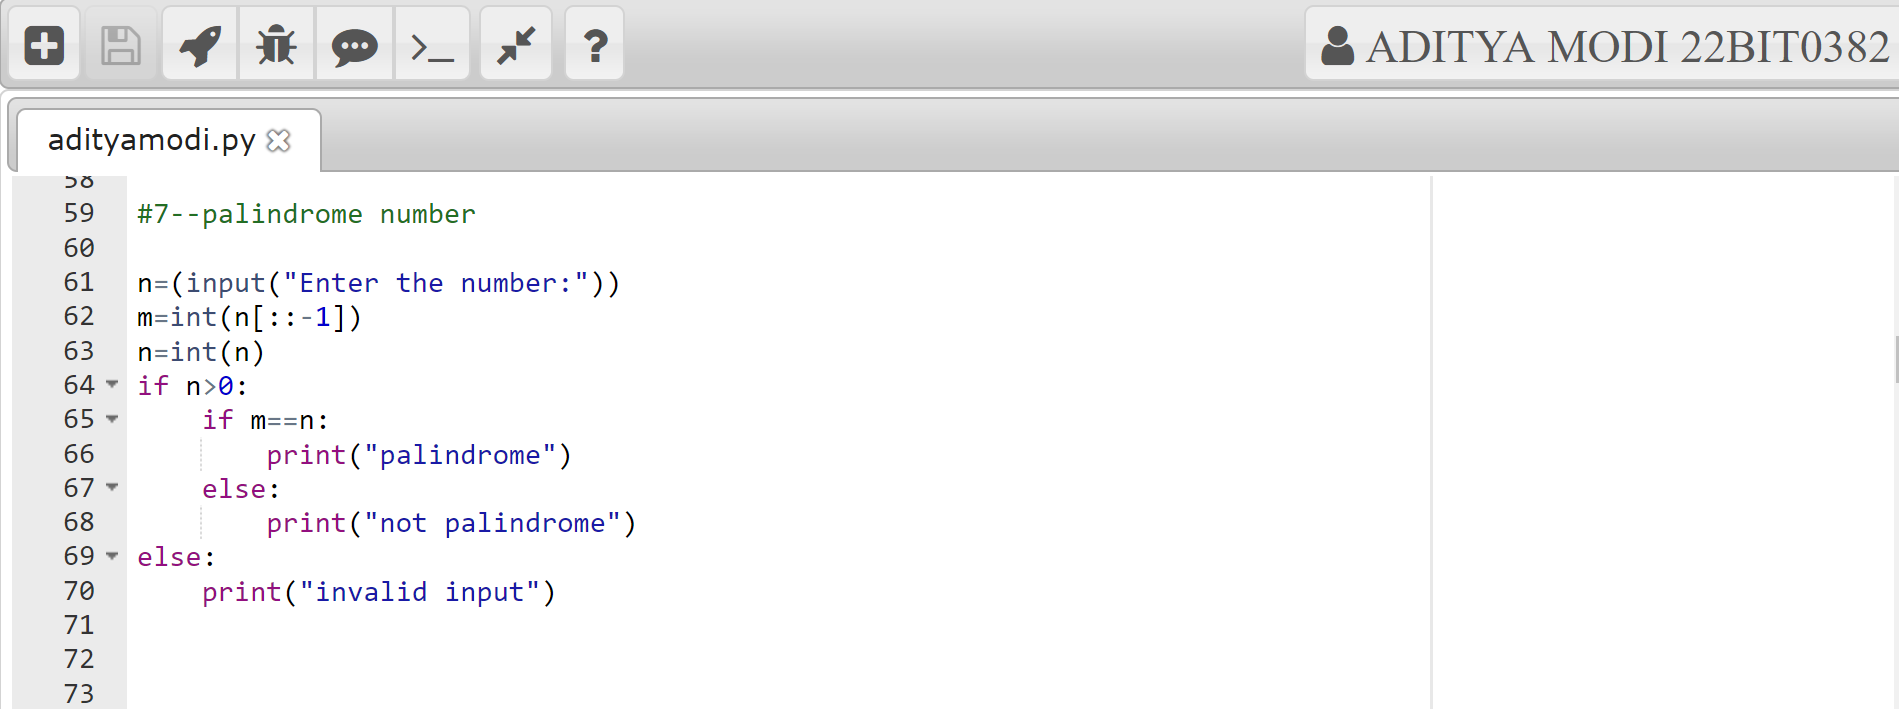 ADITYA MODI 22BIT0382
adityamodi.py
58
59 #7--palindrome number
60
61 n=(input("Enter the number:"))
62 m=int(n[::-1])
63 n=int(n)
64 if n>0:
65     if m==n:
66         print("palindrome")
67     else:
68         print("not palindrome")
69 else:
70     print("invalid input")
71
72
73